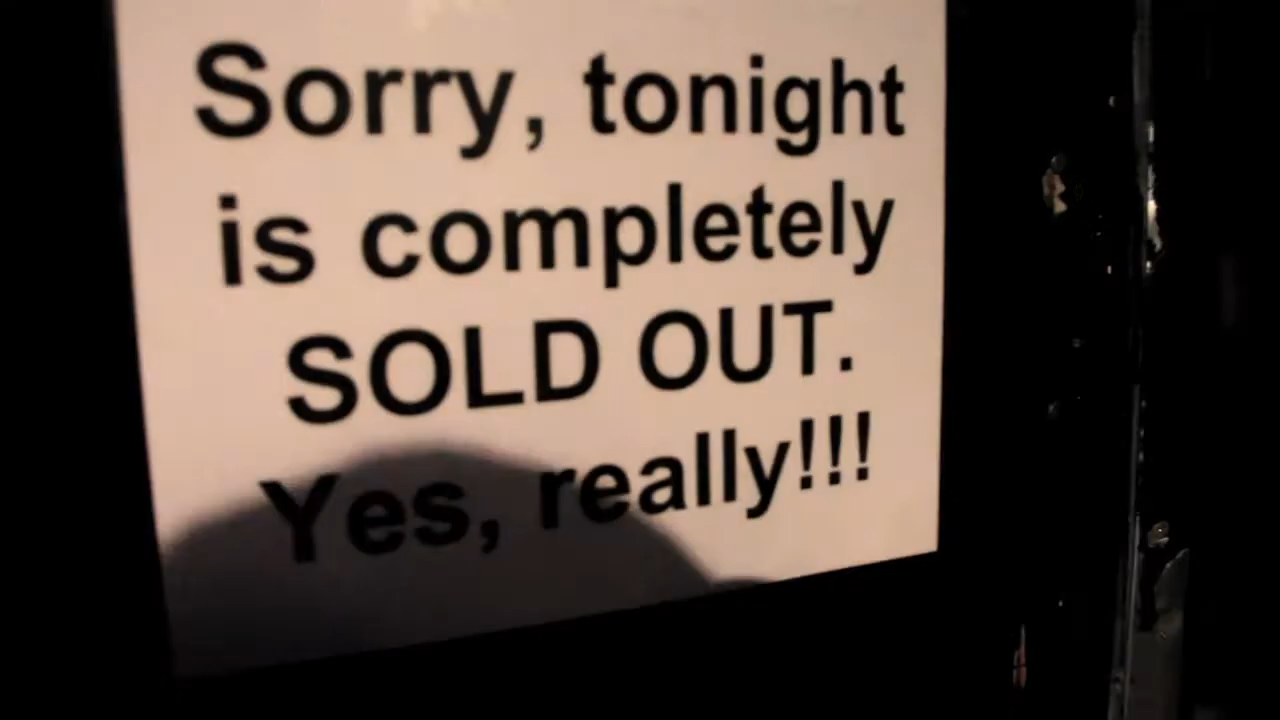 Sorry, tonight
is completely
SOLD OUT.
Yes, really!!!